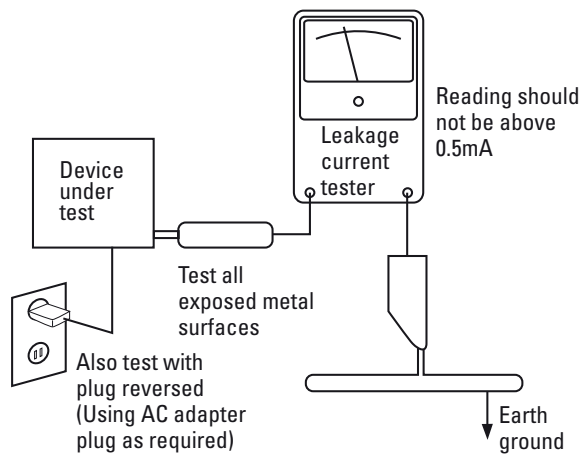 Reading should
not be above
0.5mA
Leakage
current
tester
Device
under
test
Test all
exposed metal
surfaces
Also test with
plug reversed
(Using AC adapter
plug as required)
Earth
ground